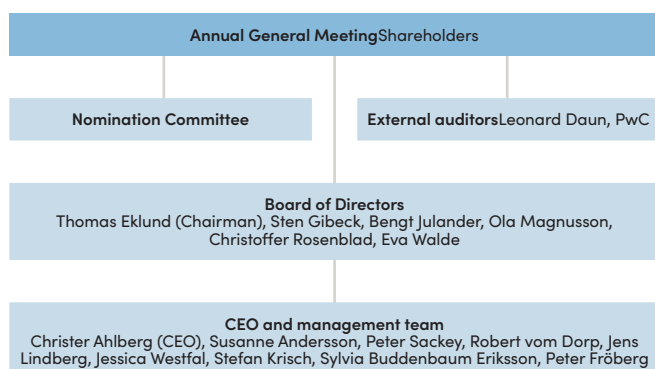 Annual General MeetingShareholders
Nomination Committee
External auditorsLeonard Daun, PwC
Board of Directors
Thomas Eklund (Chairman), Sten Gibeck, Bengt Julander, Ola Magnusson,
Christoffer Rosenblad, Eva Walde
CEO and management team
Christer Ahlberg (CEO), Susanne Andersson, Peter Sackey, Robert vom Dorp, Jens
Lindberg, Jessica Westfal, Stefan Krisch, Sylvia Buddenbaum Eriksson, Peter Fröberg